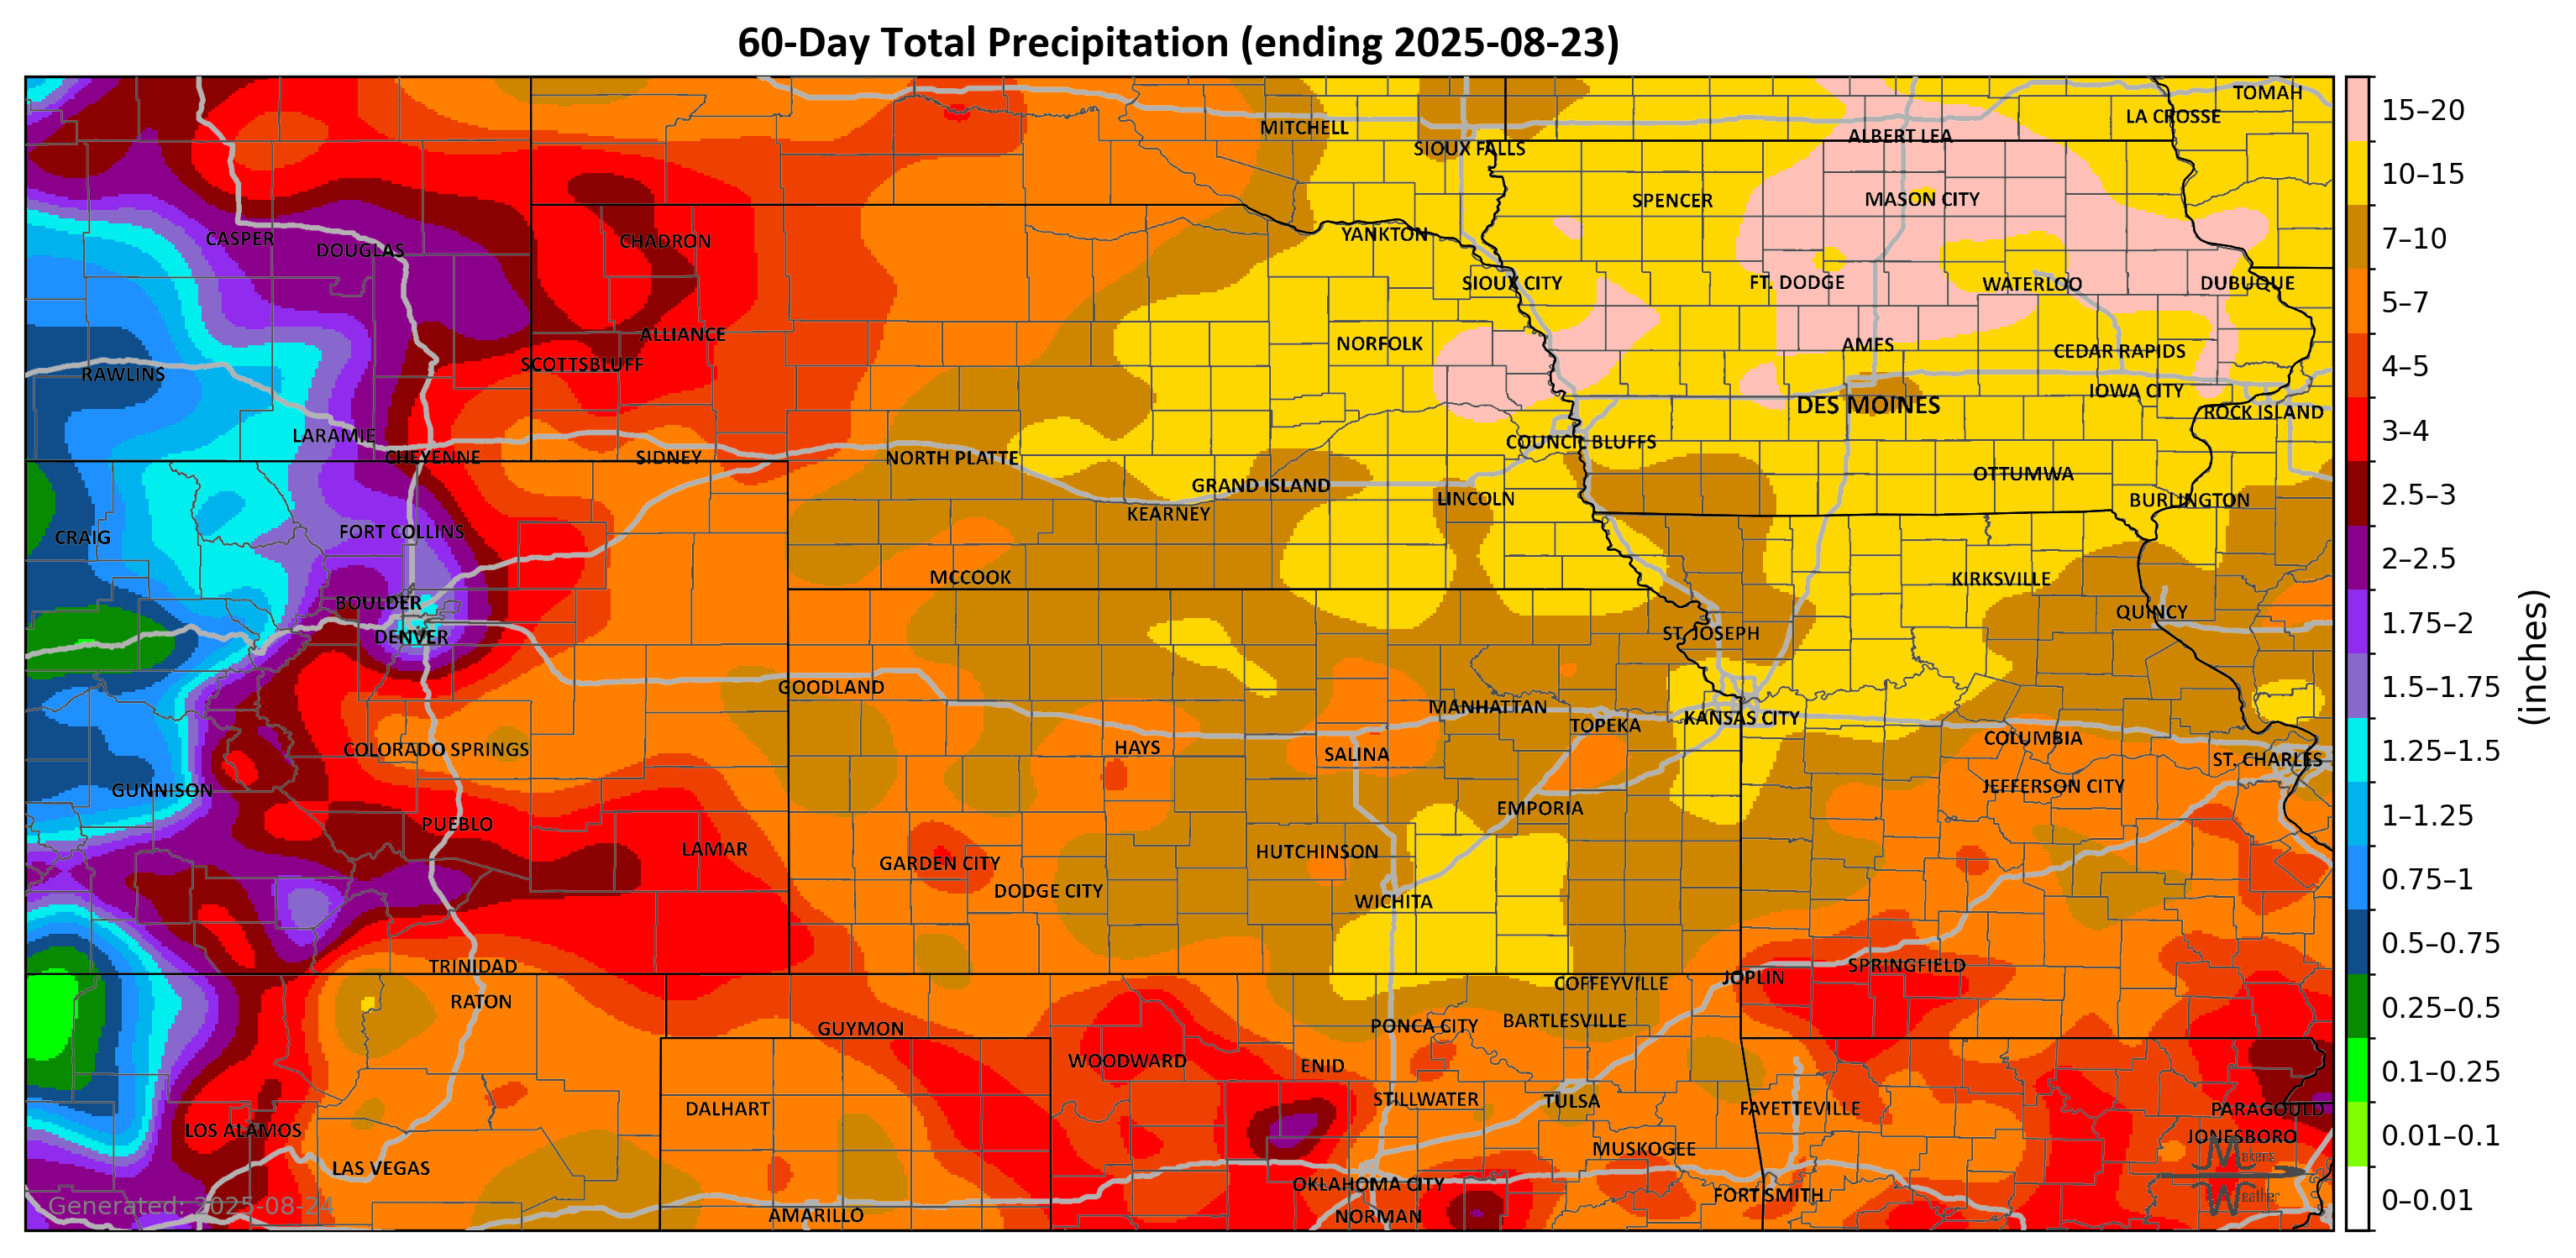 60-Day Total Precipitation (ending 2025-08-23)
TOMAH
LA CROSSE
MITCHELL
ALBERT LEA
SIOUX FALLS
SPENCER
MASON CITY
CASPER
DOUGLAS
CHADRON
YANKTON
SIOUX CITY
FT. DODGE
WATERLOO
DUBUQUE
ALLIANCE
NORFOLK
AMES
CEDAR RAPIDS
SCOTTSBLUFF
RAWLINS
IOWA CITY
DES MOINES
ROCK ISLAND
LARAMIE
COUNCIL BLUFFS
CHEYENNE
SIDNEY
NORTH PLATTE
OTTUMWA
GRAND ISLAND
LINCOLN
BURLINGTON
KEARNEY
FORT COLLINS
CRAIG
MCCOOK
KIRKSVILLE
BOULDER
QUINCY
DENVER
ST. JOSEPH
GOODLAND
MANHATTAN
KANSAS CITY
TOPEKA
COLORADO SPRINGS
HAYS
SALINA
COLUMBIA
ST. CHARLES
GUNNISON
JEFFERSON CITY
EMPORIA
PUEBLO
LAMAR
HUTCHINSON
GARDEN CITY
DODGE CITY
WICHITA
TRINIDAD
SPRINGFIELD
JOPLIN
COFFEYVILLE
RATON
GUYMON
PONCA CITY
BARTLESVILLE
WOODWARD
ENID
STILLWATER
TULSA
DALHART
FAYETTEVILLE
PARAGOULD
LOS ALAMOS
JONESBORO
MUSKOGEE
LAS VEGAS
OKLAHOMA CITY
FORT SMITH
AMARILLO
NORMAN
Makens
Weather
Generated: 2025-08-24
15–20
10–15
7–10
5–7
4–5
3–4
2.5–3
2–2.5
1.75–2
1.5–1.75
1.25–1.5
1–1.25
0.75–1
0.5–0.75
0.25–0.5
0.1–0.25
0.01–0.1
0–0.01
(inches)